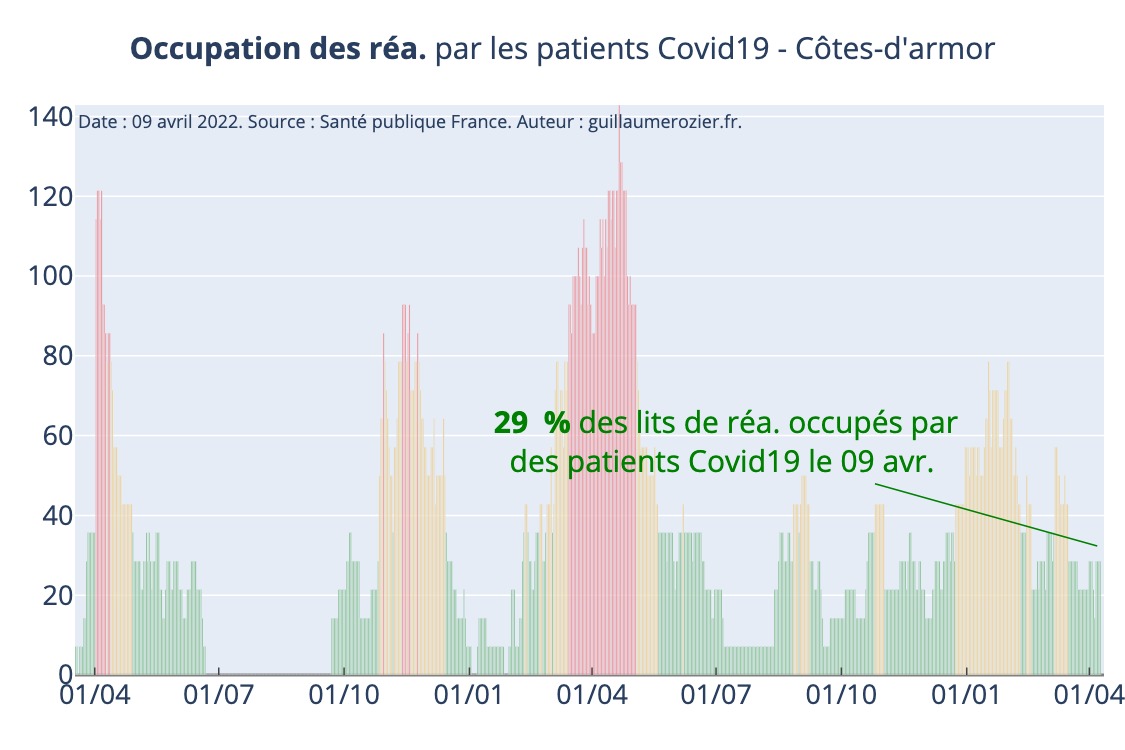 Occupation des réa. par les patients Covid19 - Côtes-d'armor
Date : 09 avril 2022. Source : Santé publique France. Auteur : guillaumerozier.fr.
140
120
100
80
60
40
20
0
29 % des lits de réa. occupés par
des patients Covid19 le 09 avr.
01/04 01/07 01/10 01/01 01/04 01/07 01/10 01/01 01/04